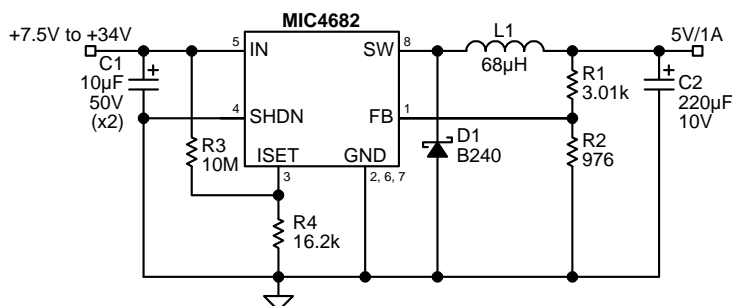 MIC4682
+7.5V to +34V
5
IN
SW
8
L1
68µH
5V/1A
C1
10µF
50V
(x2)
4
SHDN
FB
1
R1
3.01k
C2
220µF
10V
R3
10M
ISET
3
GND
2, 6, 7
D1
B240
R2
976
R4
16.2k
+
+